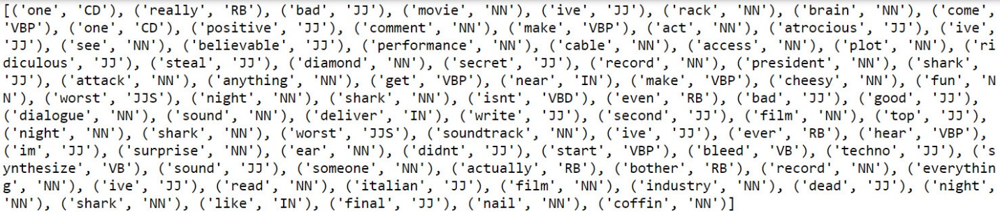 [('one', 'CD'), ('really', 'RB'), ('bad', 'JJ'), ('movie', 'NN'), ('ive', 'JJ'), ('rack', 'NN'), ('brain', 'NN'), ('come',
'VBP'), ('one', 'CD'), ('positive', 'JJ'), ('comment', 'NN'), ('make', 'VBP'), ('act', 'NN'), ('atrocious', 'JJ'), ('ive',
'JJ'), ('see', 'NN'), ('believable', 'JJ'), ('performance', 'NN'), ('cable', 'NN'), ('access', 'NN'), ('plot', 'NN'), ('ri
diculous', 'JJ'), ('steal', 'JJ'), ('diamond', 'NN'), ('secret', 'JJ'), ('record', 'NN'), ('president', 'NN'), ('shark',
'JJ'), ('attack', 'NN'), ('anything', 'NN'), ('get', 'VBP'), ('near', 'IN'), ('make', 'VBP'), ('cheesy', 'NN'), ('fun', 'N
N'), ('worst', 'JJS'), ('night', 'NN'), ('shark', 'NN'), ('isnt', 'VBD'), ('even', 'RB'), ('bad', 'JJ'), ('good', 'JJ'),
('dialogue', 'NN'), ('sound', 'NN'), ('deliver', 'IN'), ('write', 'JJ'), ('second', 'JJ'), ('film', 'NN'), ('top', 'JJ'),
('night', 'NN'), ('shark', 'NN'), ('worst', 'JJS'), ('soundtrack', 'NN'), ('ive', 'JJ'), ('ever', 'RB'), ('hear', 'VBP'),
('im', 'JJ'), ('surprise', 'NN'), ('ear', 'NN'), ('didnt', 'JJ'), ('start', 'VBP'), ('bleed', 'VB'), ('techno', 'JJ'), ('s
ynthesize', 'VB'), ('sound', 'JJ'), ('someone', 'NN'), ('actually', 'RB'), ('bother', 'RB'), ('record', 'NN'), ('everythin
g', 'NN'), ('ive', 'JJ'), ('read', 'NN'), ('italian', 'JJ'), ('film', 'NN'), ('industry', 'NN'), ('dead', 'JJ'), ('night',
'NN'), ('shark', 'NN'), ('like', 'IN'), ('final', 'JJ'), ('nail', 'NN'), ('coffin', 'NN')]